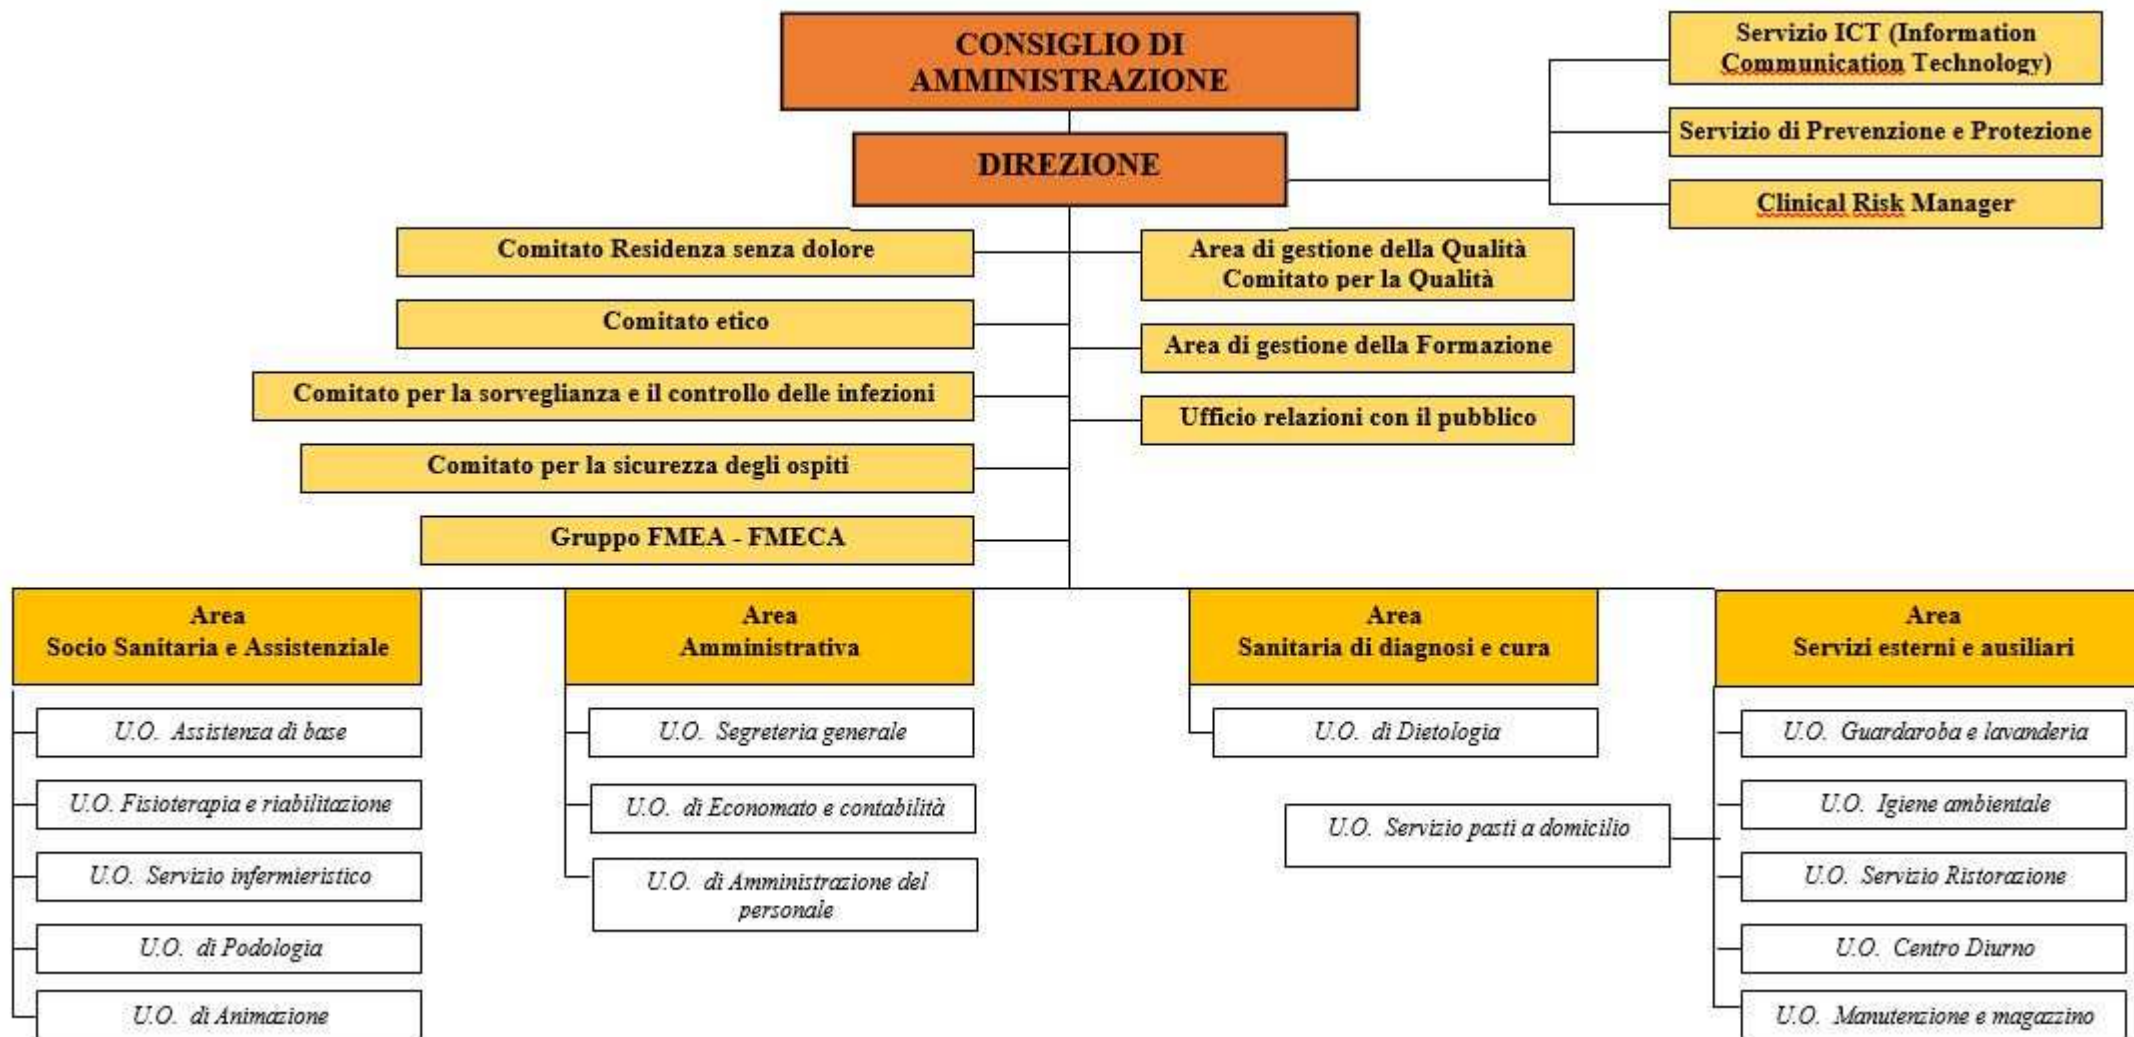 CONSIGLIO DI
AMMINISTRAZIONE
DIREZIONE
Servizio ICT (Information
Communication Technology)
Servizio di Prevenzione e Protezione
Clinical Risk Manager
Comitato Residenza senza dolore
Comitato etico
Comitato per la sorveglianza e il controllo delle infezioni
Comitato per la sicurezza degli ospiti
Gruppo FMEA - FMECA
Area di gestione della Qualità
Comitato per la Qualità
Area di gestione della Formazione
Ufficio relazioni con il pubblico
Area
Socio Sanitaria e Assistenziale
U.O. Assistenza di base
U.O. Fisioterapia e riabilitazione
U.O. Servizio infermieristico
U.O. di Podologia
U.O. di Animazione
Area
Amministrativa
U.O. Segreteria generale
U.O. di Economato e contabilità
U.O. di Amministrazione del
personale
Area
Sanitaria di diagnosi e cura
U.O. di Dietologia
Area
Servizi esterni e ausiliari
U.O. Servizio pasti a domicilio
U.O. Guardaroba e lavanderia
U.O. Igiene ambientale
U.O. Servizio Ristorazione
U.O. Centro Diurno
U.O. Manutenzione e magazzino